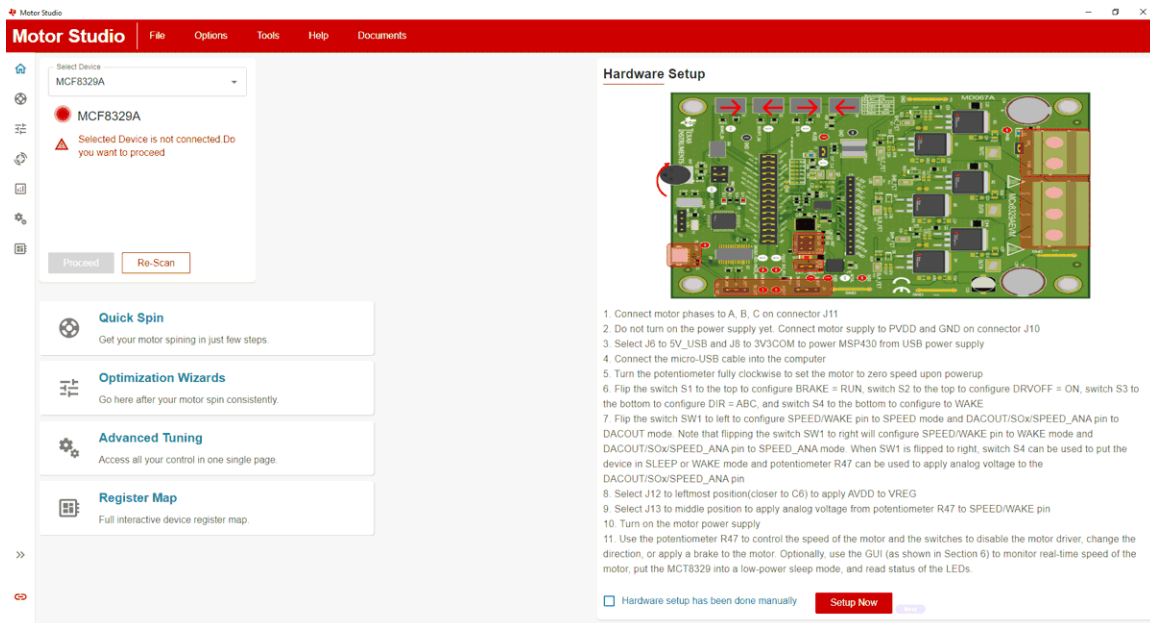 Motor Studio
Motor Studio
File
Options
Tools
Help
Documents
Select Device
MCF8329A
MCF8329A
Selected Device is not connected.Do
you want to proceed
Proceed
Re-Scan
Quick Spin
Get your motor spining in just few steps.
Optimization Wizards
Go here after your motor spin consistently.
Advanced Tuning
Access all your control in one single page.
Register Map
Full interactive device register map.
Hardware Setup
MD067A
TEXAS
INSTRUMENTS
MCx8329AEVM
1. Connect motor phases to A, B, C on connector J11
2. Do not turn on the power supply yet. Connect motor supply to PVDD and GND on connector J10
3. Select J6 to 5V_USB and J8 to 3V3COM to power MSP430 from USB power supply
4. Connect the micro-USB cable into the computer
5. Turn the potentiometer fully clockwise to set the motor to zero speed upon powerup
6. Flip the switch S1 to the top to configure BRAKE = RUN, switch S2 to the top to configure DRVOFF = ON, switch S3 to
the bottom to configure DIR = ABC, and switch S4 to the bottom to configure to WAKE
7. Flip the switch SW1 to left to configure SPEED/WAKE pin to SPEED mode and DACOUT/SOx/SPEED_ANA pin to
DACOUT mode. Note that flipping the switch SW1 to right will configure SPEED/WAKE pin to WAKE mode and
DACOUT/SOx/SPEED_ANA pin to SPEED_ANA mode. When SW1 is flipped to right, switch S4 can be used to put the
device in SLEEP or WAKE mode and potentiometer R47 can be used to apply analog voltage to the
DACOUT/SOx/SPEED_ANA pin
8. Select J12 to leftmost position(closer to C6) to apply AVDD to VREG
9. Select J13 to middle position to apply analog voltage from potentiometer R47 to SPEED/WAKE pin
10. Turn on the motor power supply
11. Use the potentiometer R47 to control the speed of the motor and the switches to disable the motor driver, change the
direction, or apply a brake to the motor. Optionally, use the GUI (as shown in Section 6) to monitor real-time speed of the
motor, put the MCT8329 into a low-power sleep mode, and read status of the LEDs.
Hardware setup has been done manually
Setup Now